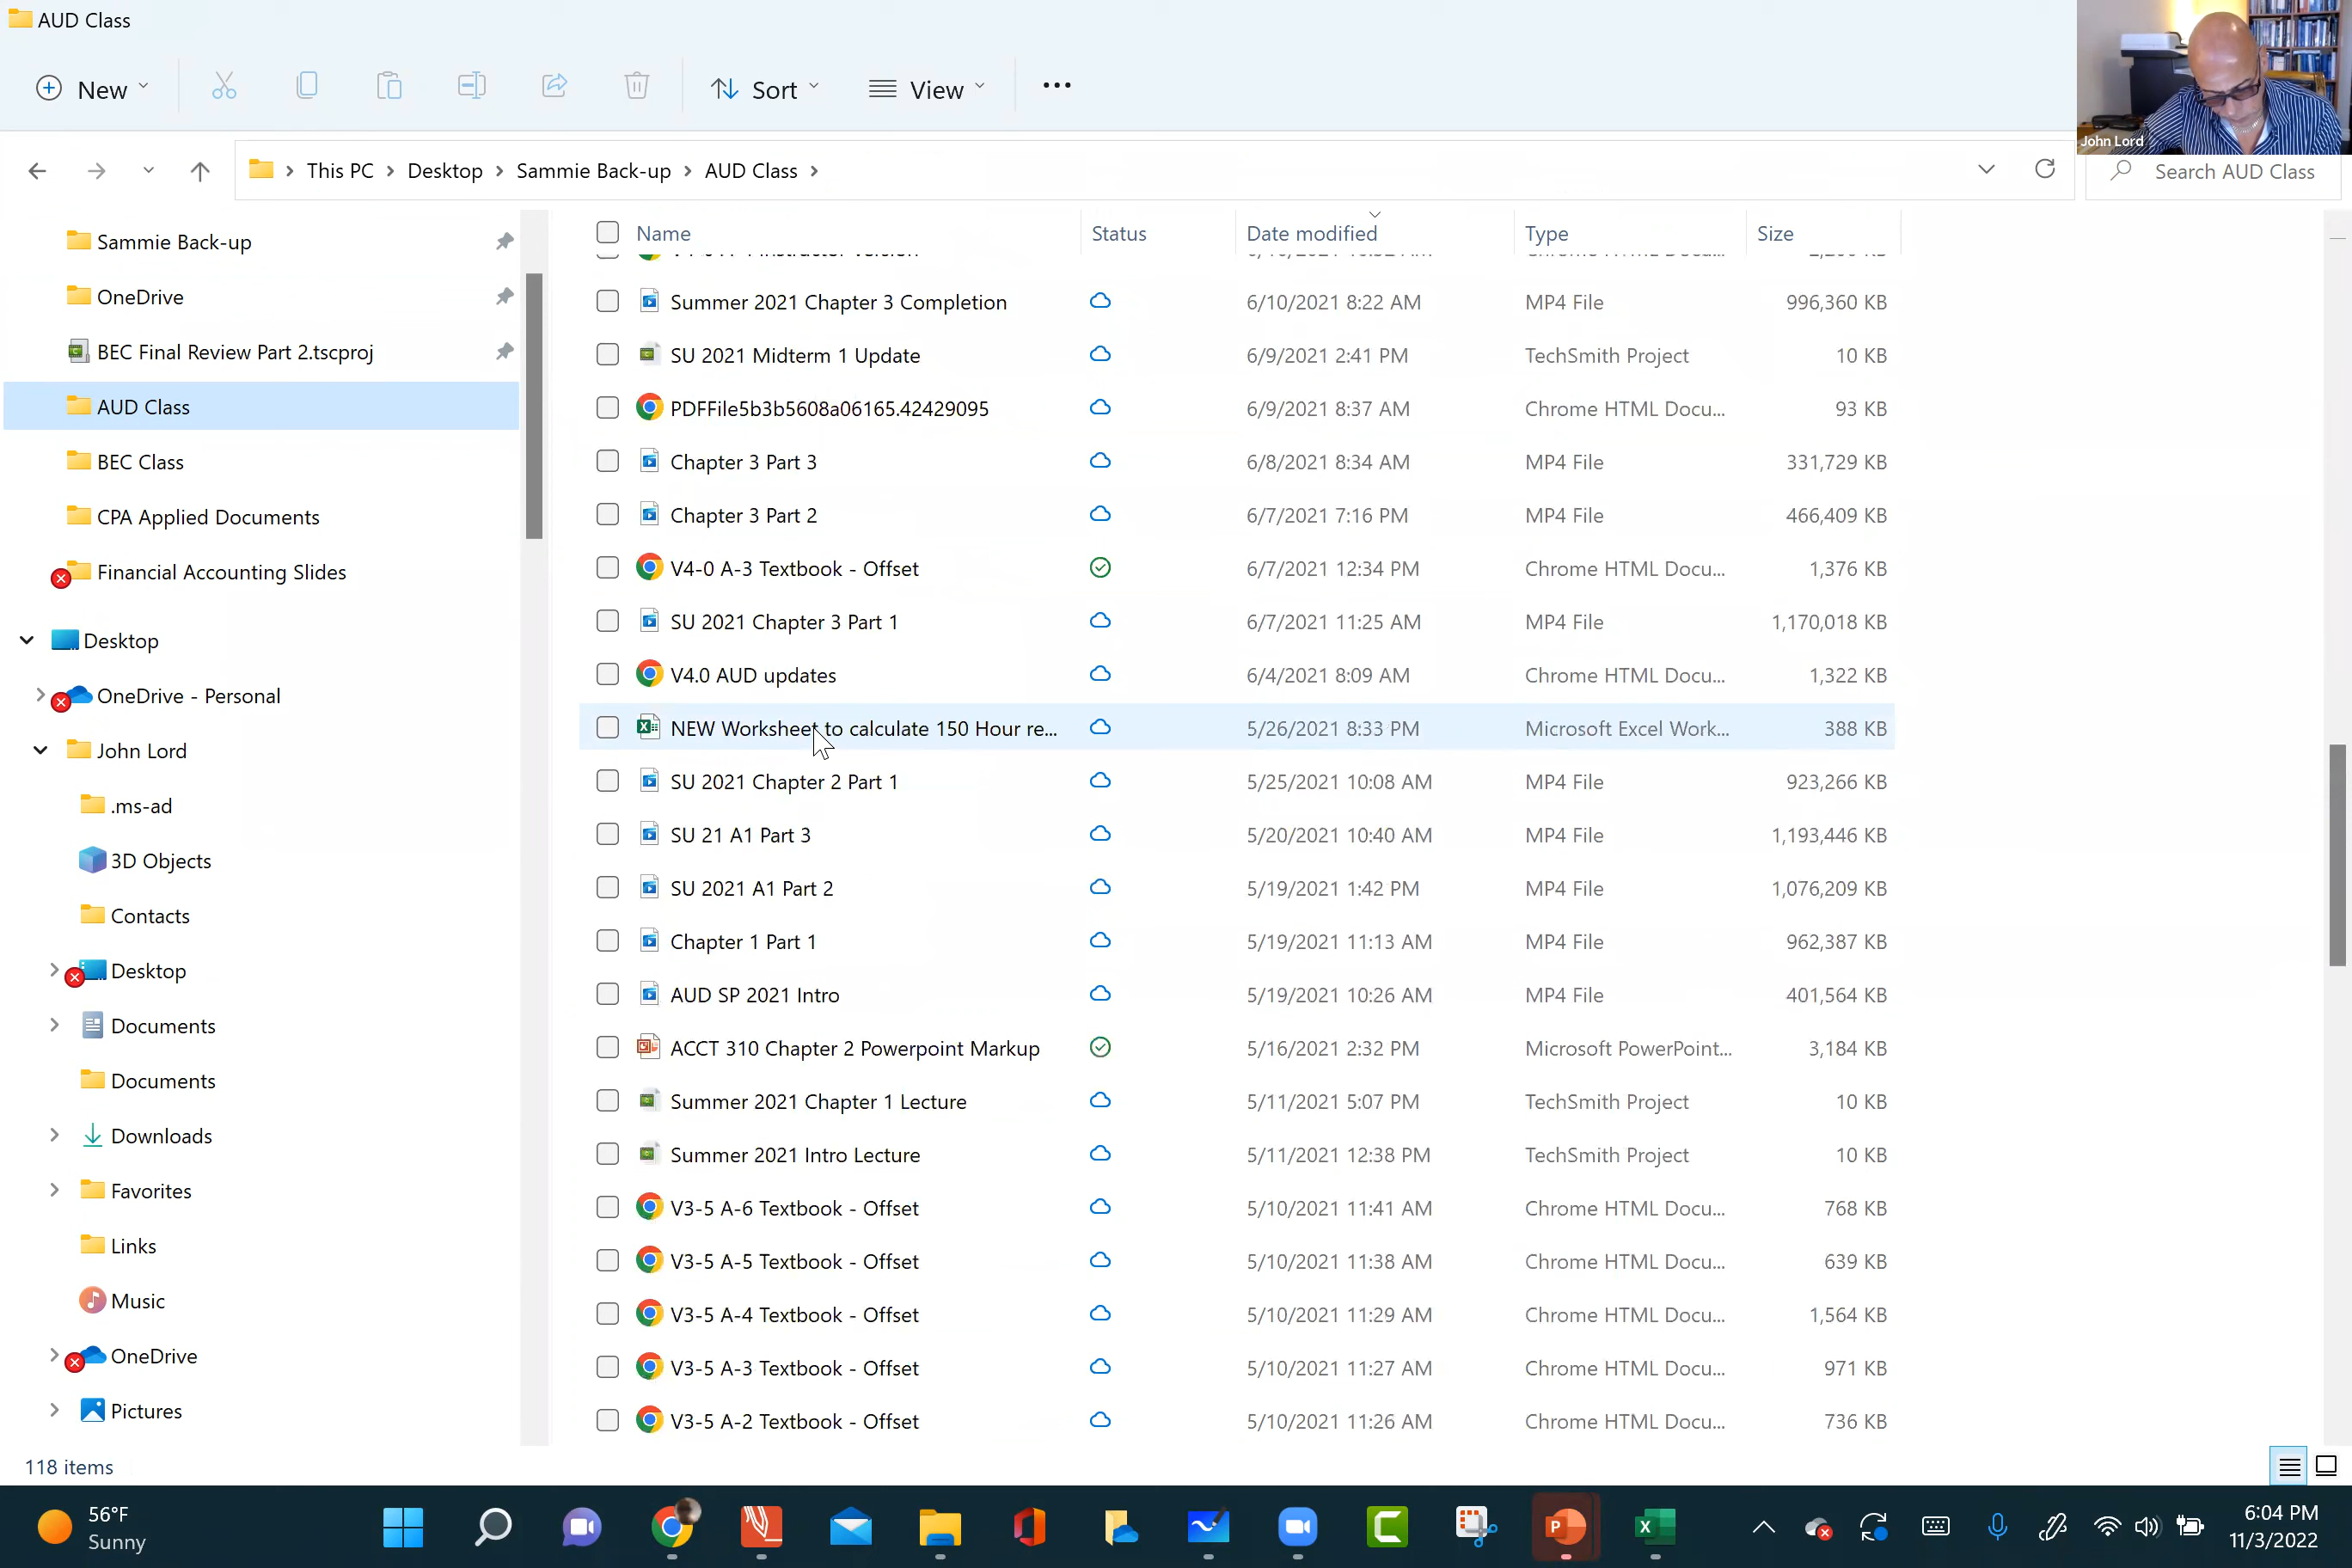 AUD Class
New
Sort
View
John Lord
This PC
Desktop
Sammie Back-up
AUD Class
Search AUD Class
Sammie Back-up
OneDrive
BEC Final Review Part 2.tscproj
AUD Class
BEC Class
CPA Applied Documents
Financial Accounting Slides
Desktop
OneDrive - Personal
John Lord
.ms-ad
3D Objects
Contacts
Desktop
Documents
Documents
Downloads
Favorites
Links
Music
OneDrive
Pictures
Name Status Date modified Type Size
Summer 2021 Chapter 3 Completion 6/10/2021 8:22 AM MP4 File 996,360 KB
SU 2021 Midterm 1 Update 6/9/2021 2:41 PM TechSmith Project 10 KB
PDFFile5b3b5608a06165.42429095 6/9/2021 8:37 AM Chrome HTML Docu... 93 KB
Chapter 3 Part 3 6/8/2021 8:34 AM MP4 File 331,729 KB
Chapter 3 Part 2 6/7/2021 7:16 PM MP4 File 466,409 KB
V4-0 A-3 Textbook - Offset 6/7/2021 12:34 PM Chrome HTML Docu... 1,376 KB
SU 2021 Chapter 3 Part 1 6/7/2021 11:25 AM MP4 File 1,170,018 KB
V4.0 AUD updates 6/4/2021 8:09 AM Chrome HTML Docu... 1,322 KB
NEW Worksheet to calculate 150 Hour re... 5/26/2021 8:33 PM Microsoft Excel Work... 388 KB
SU 2021 Chapter 2 Part 1 5/25/2021 10:08 AM MP4 File 923,266 KB
SU 21 A1 Part 3 5/20/2021 10:40 AM MP4 File 1,193,446 KB
SU 2021 A1 Part 2 5/19/2021 1:42 PM MP4 File 1,076,209 KB
Chapter 1 Part 1 5/19/2021 11:13 AM MP4 File 962,387 KB
AUD SP 2021 Intro 5/19/2021 10:26 AM MP4 File 401,564 KB
ACCT 310 Chapter 2 Powerpoint Markup 5/16/2021 2:32 PM Microsoft PowerPoint... 3,184 KB
Summer 2021 Chapter 1 Lecture 5/11/2021 5:07 PM TechSmith Project 10 KB
Summer 2021 Intro Lecture 5/11/2021 12:38 PM TechSmith Project 10 KB
V3-5 A-6 Textbook - Offset 5/10/2021 11:41 AM Chrome HTML Docu... 768 KB
V3-5 A-5 Textbook - Offset 5/10/2021 11:38 AM Chrome HTML Docu... 639 KB
V3-5 A-4 Textbook - Offset 5/10/2021 11:29 AM Chrome HTML Docu... 1,564 KB
V3-5 A-3 Textbook - Offset 5/10/2021 11:27 AM Chrome HTML Docu... 971 KB
V3-5 A-2 Textbook - Offset 5/10/2021 11:26 AM Chrome HTML Docu... 736 KB
118 items
56°F
Sunny
6:04 PM
11/3/2022